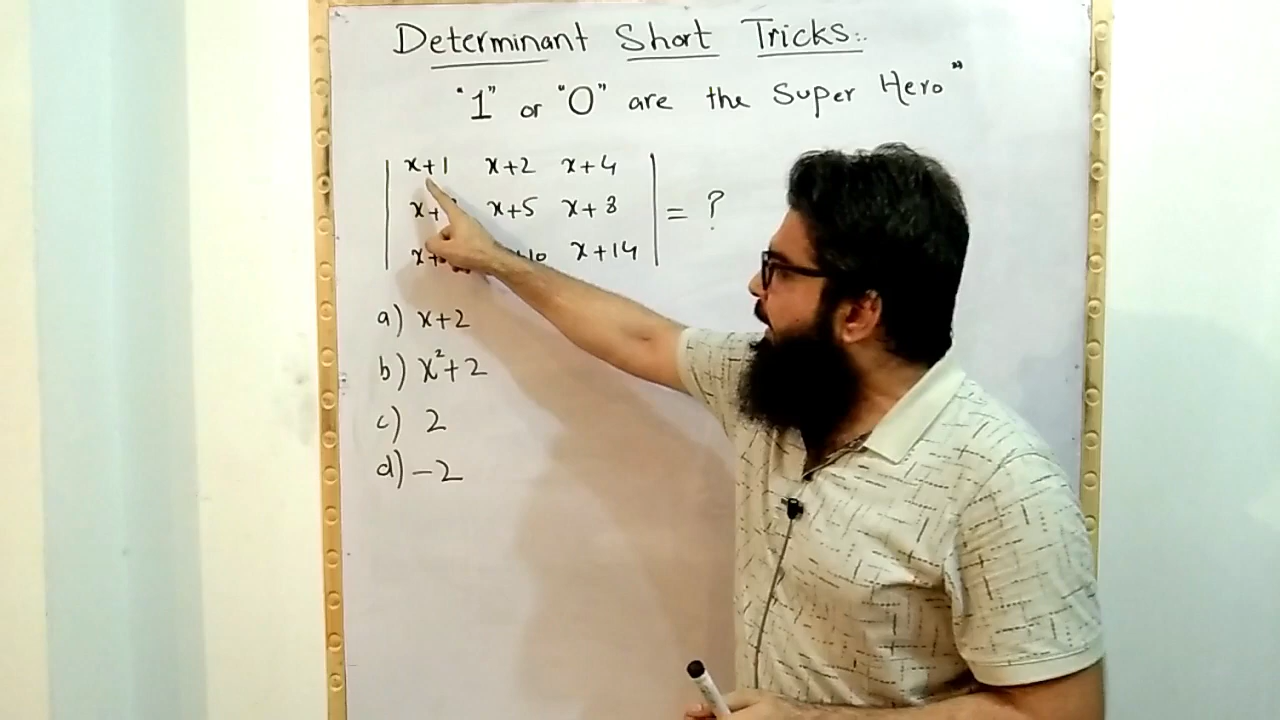 Determinant Short Tricks:.
"1" or "0" are the Super Hero"
x+1 x+2 x+4
x+ x+5 x+8 = ?
x+ 10 x+14
a) x+2
b) x²+2
c) 2
d) -2